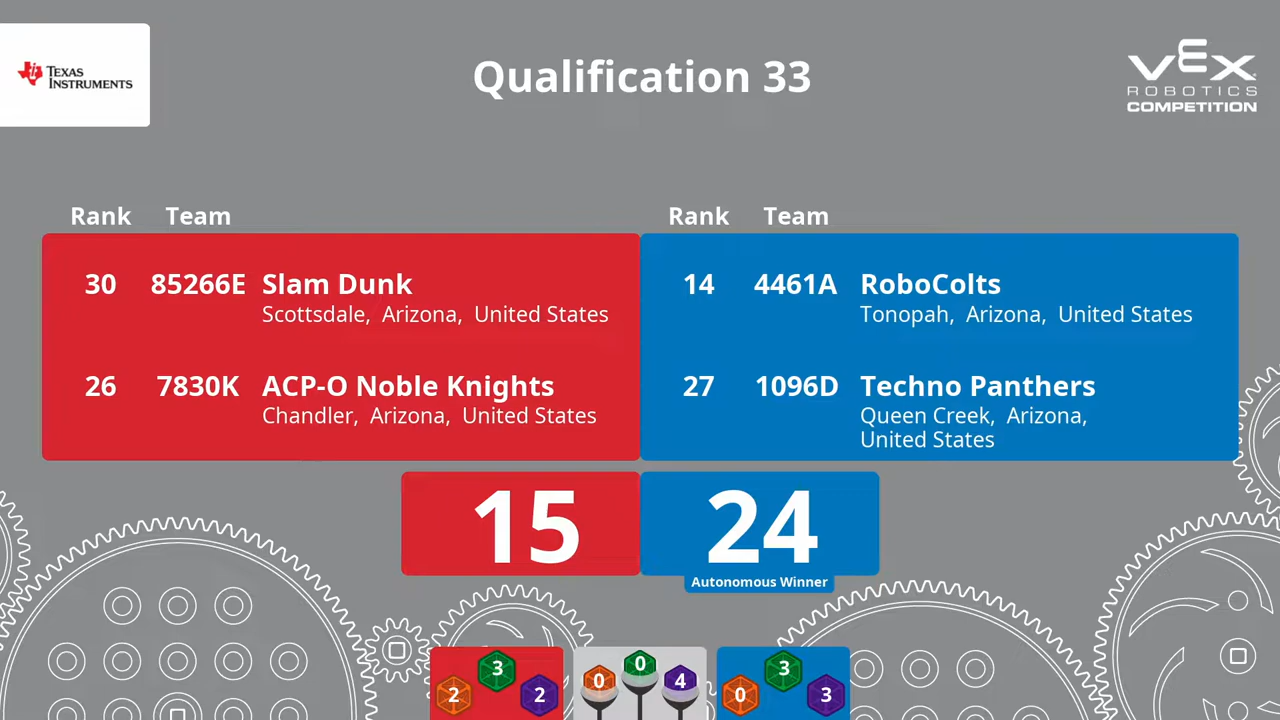 TEXAS
INSTRUMENTS
Qualification 33
VEX
ROBOTICS
COMPETITION
Rank Team
30 85266E Slam Dunk
Scottsdale, Arizona, United States
26 7830K ACP-O Noble Knights
Chandler, Arizona, United States
Rank Team
14 4461A RoboColts
Tonopah, Arizona, United States
27 1096D Techno Panthers
Queen Creek, Arizona,
United States
15 24
Autonomous Winner
3
2 2
0
0 4
3
0 3